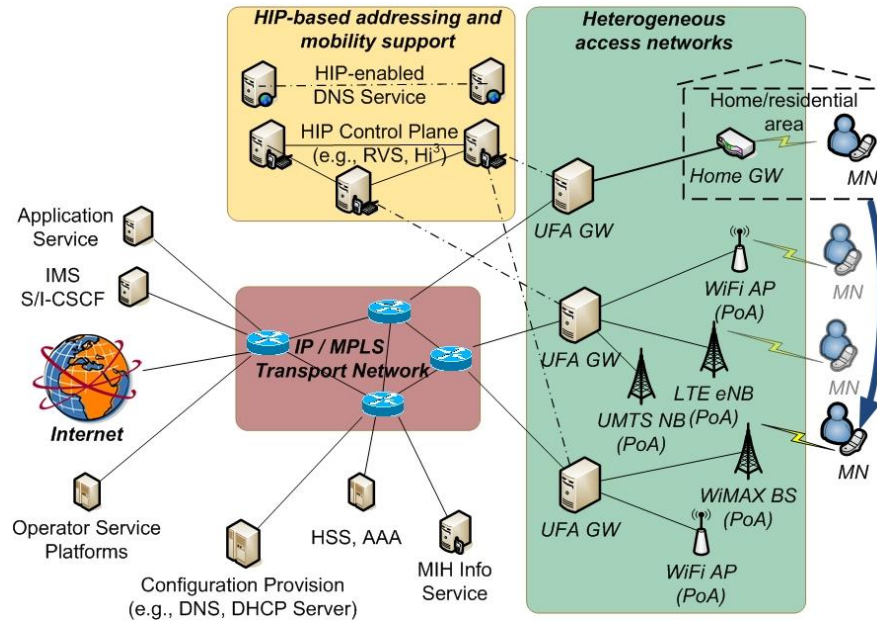 HIP-based addressing and
mobility support
HIP-enabled
DNS Service
HIP Control Plane
(e.g., RVS, Hi³)
Heterogeneous
access networks
Home/residential
area
Home GW
MN
UFA GW
Application
Service
IMS
S/I-CSCF
Internet
Operator Service
Platforms
IP / MPLS
Transport Network
Configuration Provision
(e.g., DNS, DHCP Server)
HSS, AAA
MIH Info
Service
WiFi AP
(PoA)
MN
UFA GW
UMTS NB
(PoA)
LTE eNB
(PoA)
MN
MN
UFA GW
WiMAX BS
(PoA)
WiFi AP
(PoA)